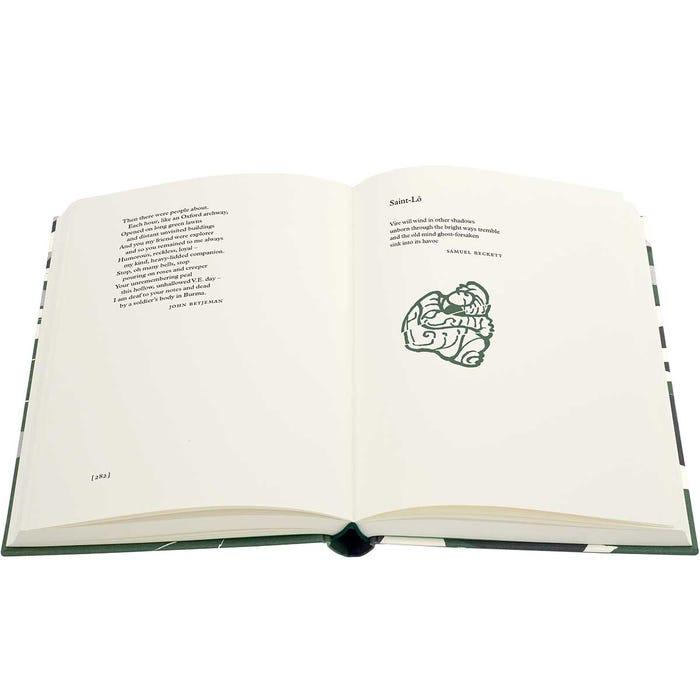 Then there were people about.
Each hour, like an Oxford archway,
Opened on long green lawns
and distant unvisited buildings
And you my friend were explorer
and so you remained to me always
Humorous, reckless, loyal –
my kind, heavy-lidded companion.
Stop, oh many bells, stop
pouring on roses and creeper
Your unremembering peal
this hollow, unhallowed V.E. day –
I am deaf to your notes and dead
by a soldier's body in Burma.
JOHN BETJEMAN
[282]
Saint-Lô
Vire will wind in other shadows
unborn through the bright ways tremble
and the old mind ghost-forsaken
sink into its havoc
SAMUEL BECKETT